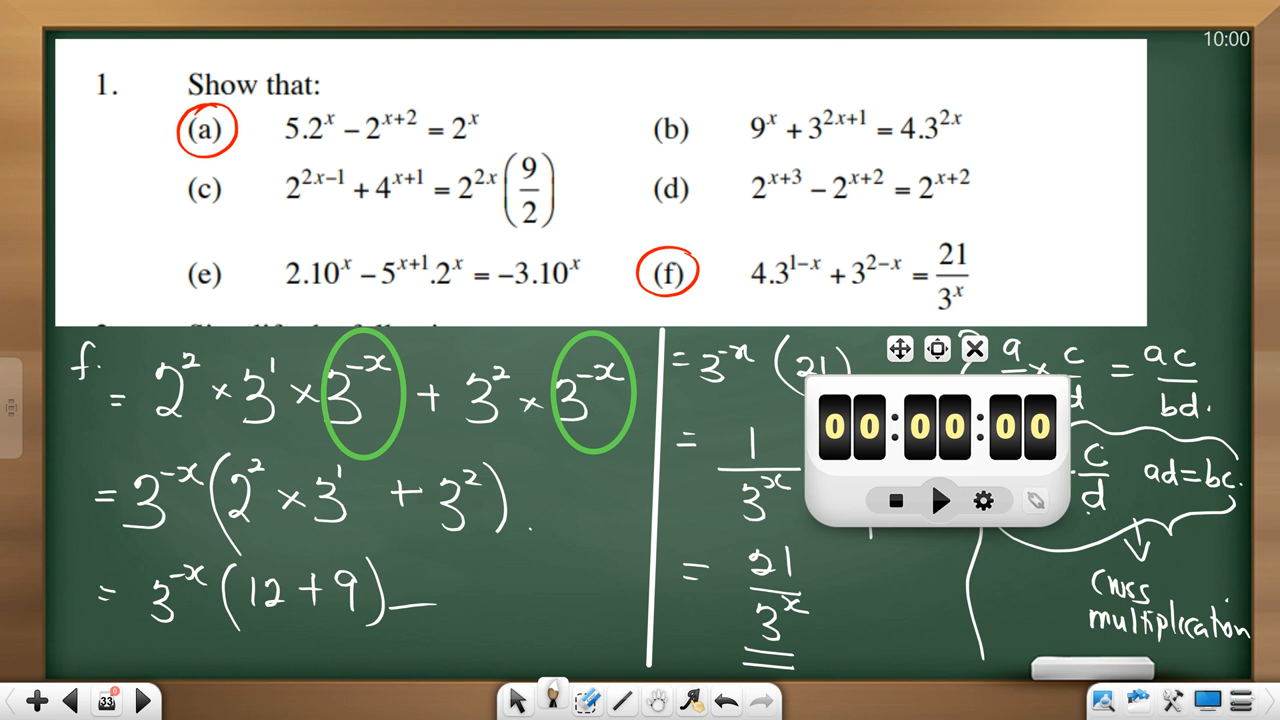 10:00
1. Show that:
(a) 5.2^x − 2^{x+2} = 2^x (b) 9^x + 3^{2x+1} = 4.3^{2x}
(c) 2^{2x−1} + 4^{x+1} = 2^{2x}(9/2) (d) 2^{x+3} − 2^{x+2} = 2^{x+2}
(e) 2.10^x − 5^{x+1}.2^x = −3.10^x (f) 4.3^{1−x} + 3^{2−x} = 21/3^x
f.
= 2^2 × 3^1 × 3^{−x} + 3^2 × 3^{−x}
= 3^{−x}(2^2 × 3^1 + 3^2).
= 3^{−x}(12 + 9)
= 3^{−x}(21)
= 1/3^x
= 21/3^x
a × c/d = ac/bd.
c/d ad = bc.
cross
multiplication
00:00:00
33
0